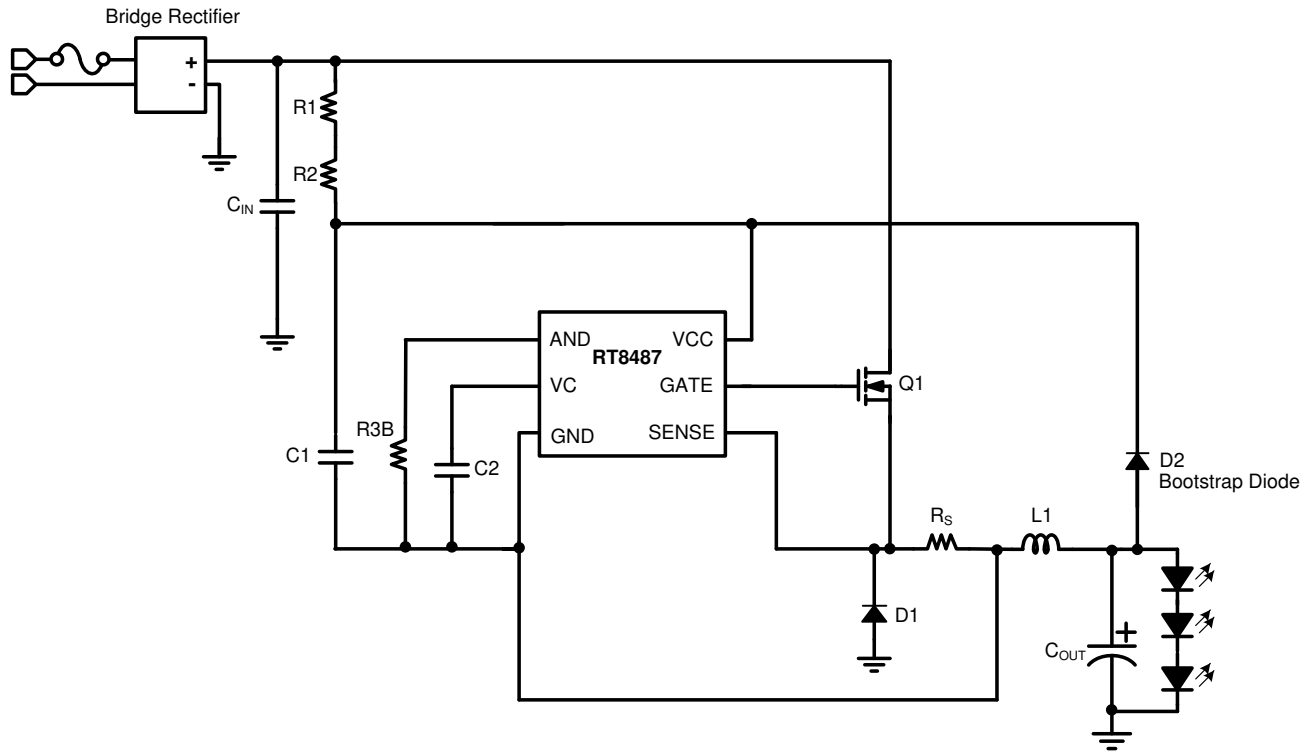 Bridge Rectifier
+
-
R1
R2
CIN
AND
VCC
RT8487
VC
GATE
Q1
GND
SENSE
R3B
C1
C2
D2
Bootstrap Diode
RS
L1
D1
COUT
+